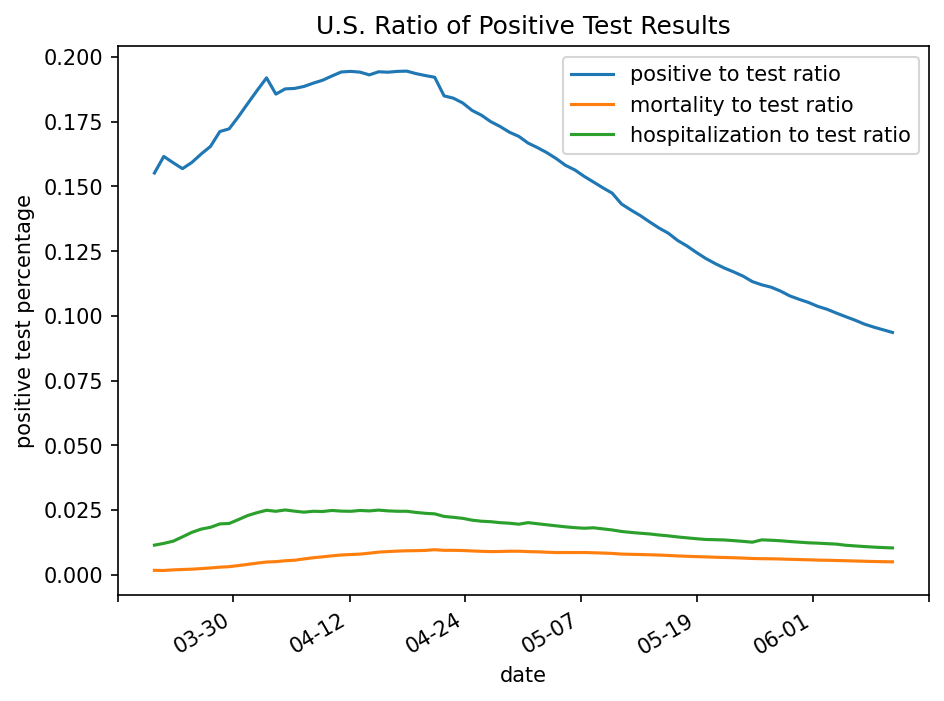 U.S. Ratio of Positive Test Results
positive to test ratio
mortality to test ratio
hospitalization to test ratio
positive test percentage
0.200
0.175
0.150
0.125
0.100
0.075
0.050
0.025
0.000
03-30
04-12
04-24
05-07
05-19
06-01
date